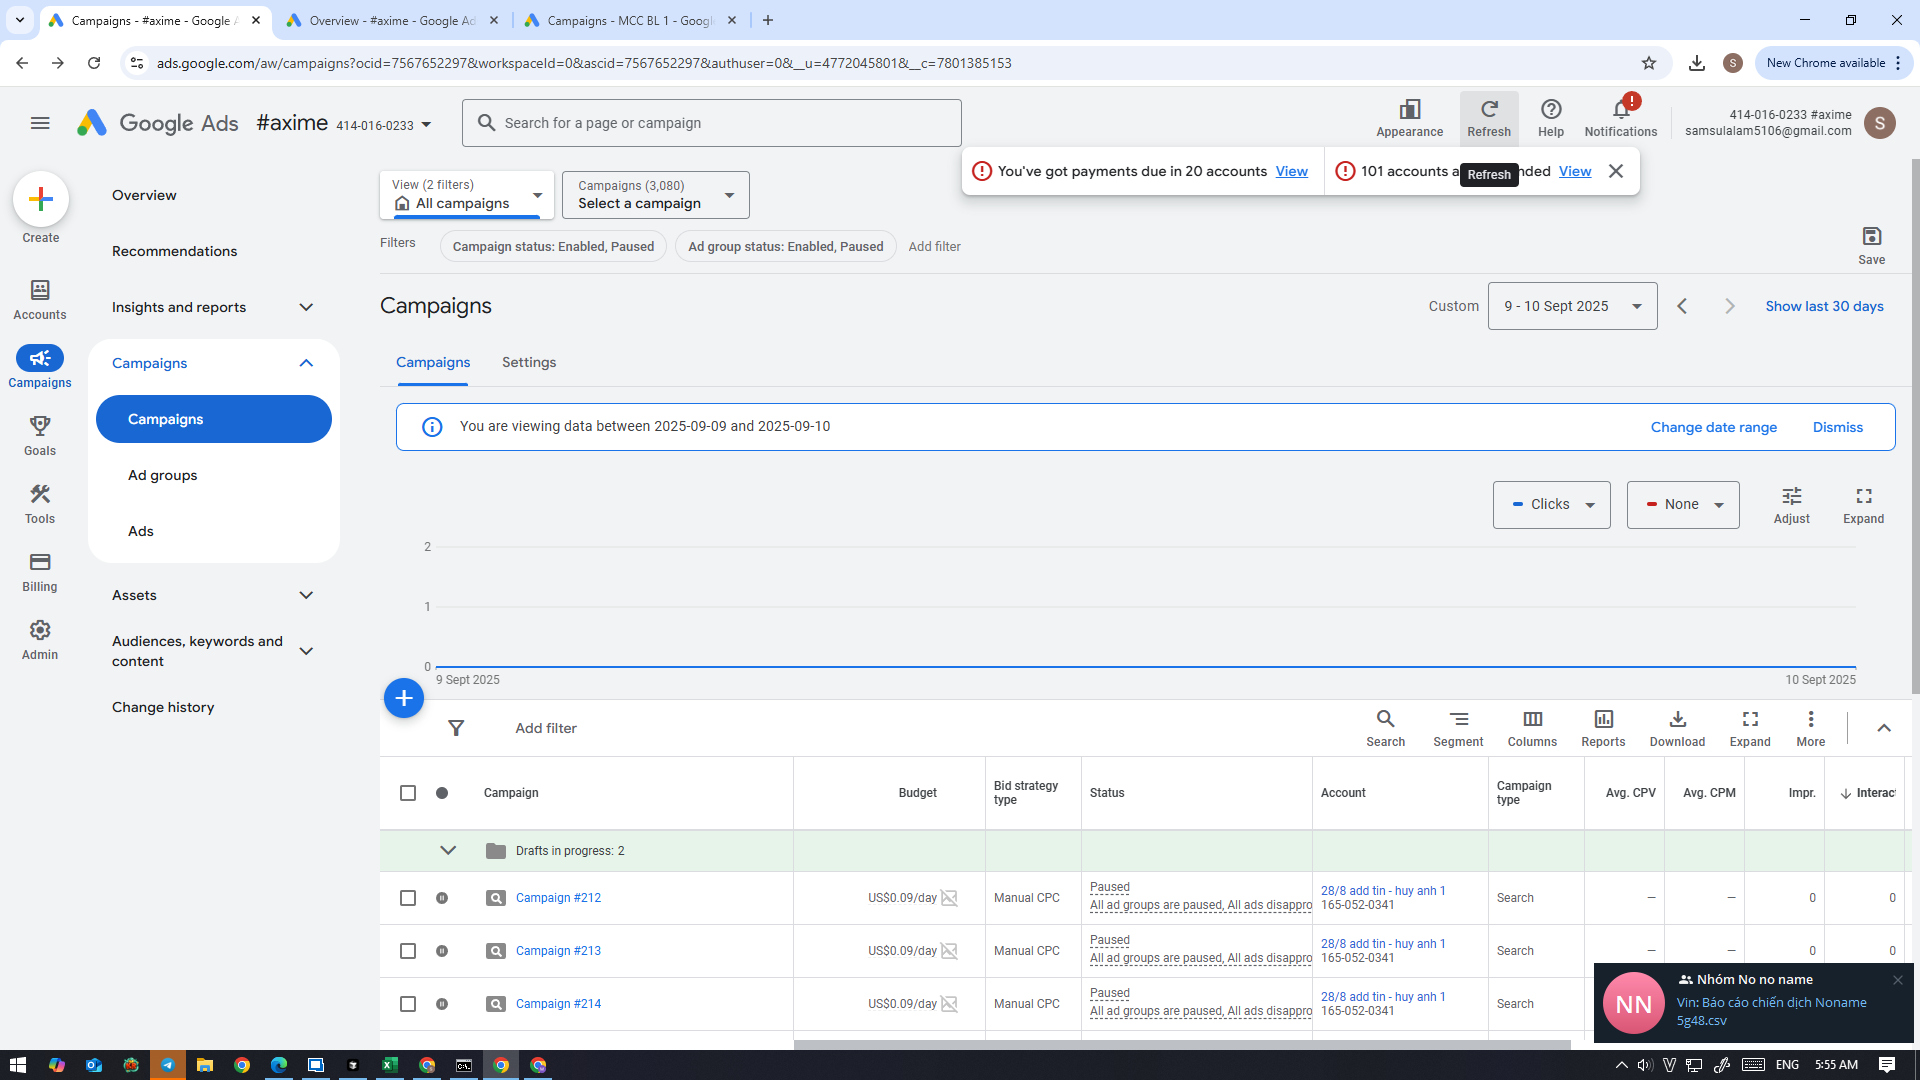 Campaigns - #axime - Google A
Overview - #axime - Google Ad
Campaigns - MCC BL 1 - Googl
ads.google.com/aw/campaigns?ocid=7567652297&workspaceId=0&ascid=7567652297&authuser=0&__u=4772045801&__c=7801385153
S
New Chrome available
Google Ads
#axime 414-016-0233
Search for a page or campaign
Appearance
Refresh
Help
!
Notifications
414-016-0233 #axime
samsulalam5106@gmail.com
S
You've got payments due in 20 accounts View
101 accounts a
nded View
Refresh
Create
Accounts
Campaigns
Goals
Tools
Billing
Admin
Overview
Recommendations
Insights and reports
Campaigns
Campaigns
Ad groups
Ads
Assets
Audiences, keywords and
content
Change history
View (2 filters)
All campaigns
Campaigns (3,080)
Select a campaign
Filters
Campaign status: Enabled, Paused
Ad group status: Enabled, Paused
Add filter
Save
Campaigns
Custom
9 - 10 Sept 2025
Show last 30 days
Campaigns
Settings
You are viewing data between 2025-09-09 and 2025-09-10
Change date range
Dismiss
Clicks
None
Adjust
Expand
2
1
0
9 Sept 2025
10 Sept 2025
Add filter
Search
Segment
Columns
Reports
Download
Expand
More
Campaign
Budget
Bid strategy
type
Status
Account
Campaign
type
Avg. CPV
Avg. CPM
Impr.
Interac
Drafts in progress: 2
Campaign #212
US$0.09/day
Manual CPC
Paused
All ad groups are paused, All ads disappro
28/8 add tin - huy anh 1
165-052-0341
Search
—
—
0
0
Campaign #213
US$0.09/day
Manual CPC
Paused
All ad groups are paused, All ads disappro
28/8 add tin - huy anh 1
165-052-0341
Search
—
—
0
0
Campaign #214
US$0.09/day
Manual CPC
Paused
All ad groups are paused, All ads disappro
28/8 add tin - huy anh 1
165-052-0341
Search
NN
Nhóm No no name
Vin: Báo cáo chiến dịch Noname
5g48.csv
ENG
5:55 AM